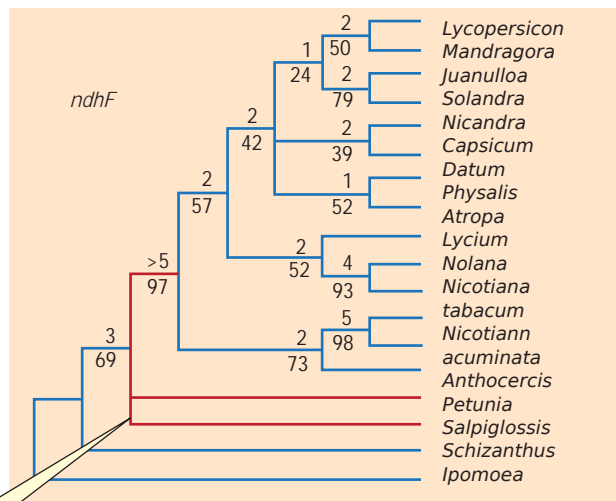 ndhF
2
50
1
24
2
79
2
42
2
39
1
52
2
57
2
52
4
93
>5
97
5
98
2
73
3
69
Lycopersicon
Mandragora
Juanulloa
Solandra
Nicandra
Capsicum
Datum
Physalis
Atropa
Lycium
Nolana
Nicotiana
tabacum
Nicotiann
acuminata
Anthocercis
Petunia
Salpiglossis
Schizanthus
Ipomoea